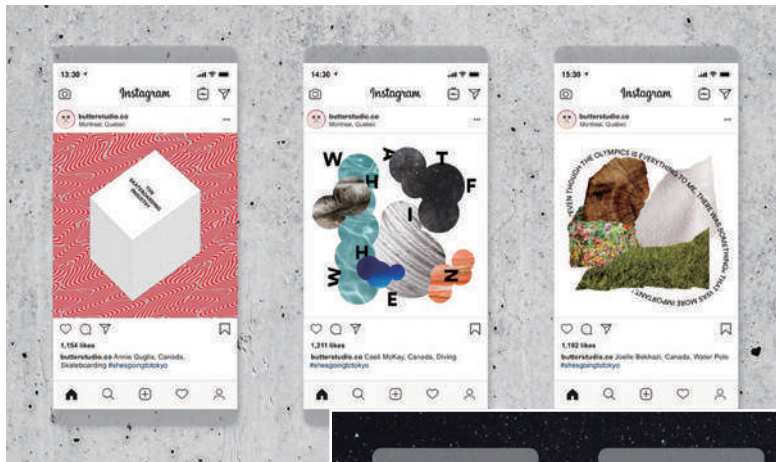 13:30
Instagram
butterstudio.co
Montreal, Quebec
THE
SKATEBOARDING
INDUSTRY
1,154 likes
butterstudio.co Annie Guglia, Canada,
Skateboarding #shesgoingtotokyo
14:30
Instagram
butterstudio.co
Montreal, Quebec
W H A T
I F
W H E N
1,211 likes
butterstudio.co Caeli McKay, Canada, Diving
#shesgoingtotokyo
15:30
Instagram
butterstudio.co
Montreal, Quebec
"EVEN THOUGH THE OLYMPICS IS EVERYTHING TO ME, THERE WAS SOMETHING THAT WAS MORE IMPORTANT."
1,192 likes
butterstudio.co Joelle Bekhazi, Canada, Water Polo
#shesgoingtotokyo